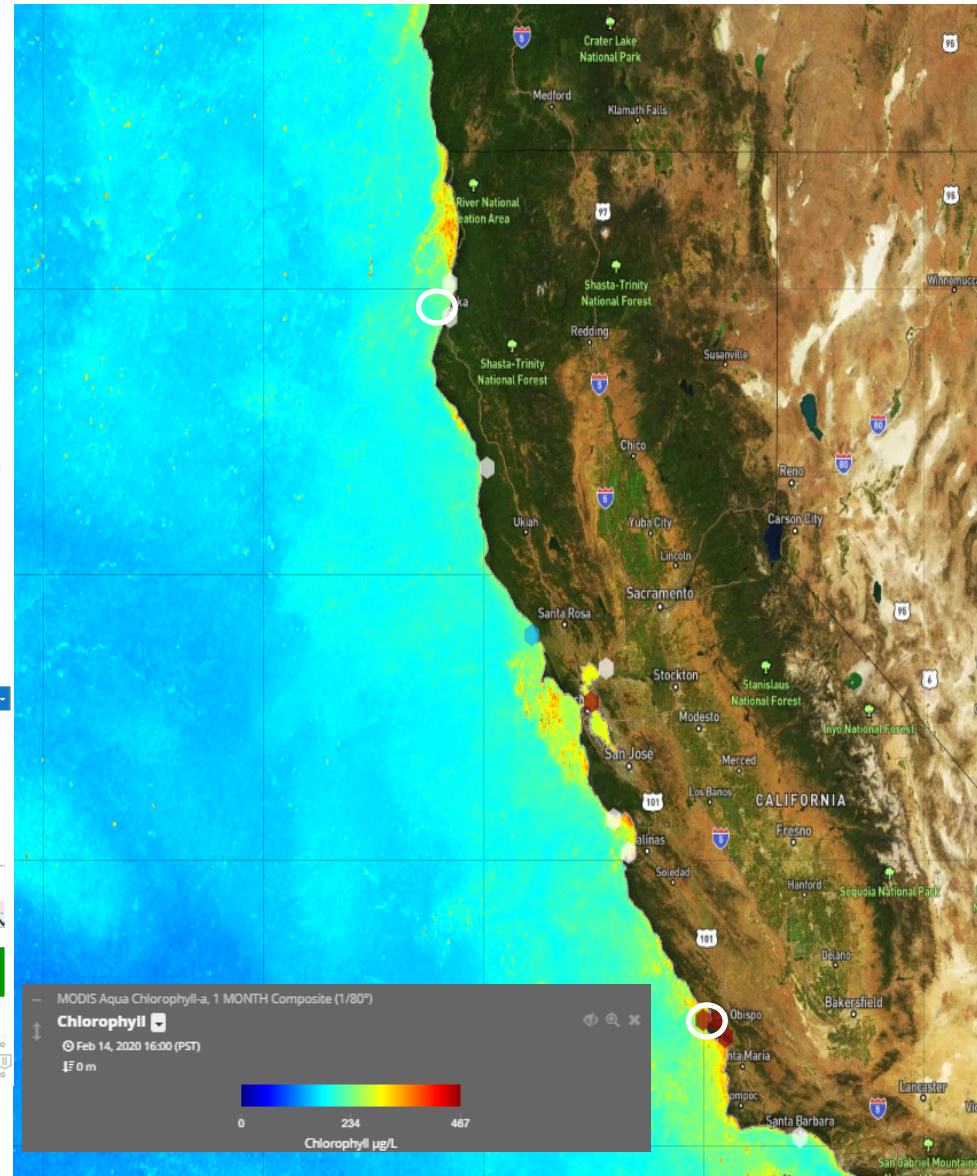 5
Crater Lake
National Park
95
Medford
Klamath Falls
River National
eation Area
97
95
Shasta-Trinity
National Forest
Winnemucc
ka
Redding
Shasta-Trinity
National Forest
Susanville
5
80
Chico
80
Reno
5
Ukiah
Yuba City
Carson City
Lincoln
Sacramento
95
Santa Rosa
Stockton
Stanislaus
National Forest
6
Modesto
Inyo National Forest
San José
Merced
Los Banos
101
CALIFORNIA
Fresno
5
alinas
Soledad
Hanford
Sequoia National Park
101
Delano
Bakersfield
Obispo
nta Maria
ompoc
Lancaster
5
Santa Barbara
San Gabriel Mountain
MODIS Aqua Chlorophyll-a, 1 MONTH Composite (1/80°)
Chlorophyll
Feb 14, 2020 16:00 (PST)
0 m
0
234
467
Chlorophyll µg/L